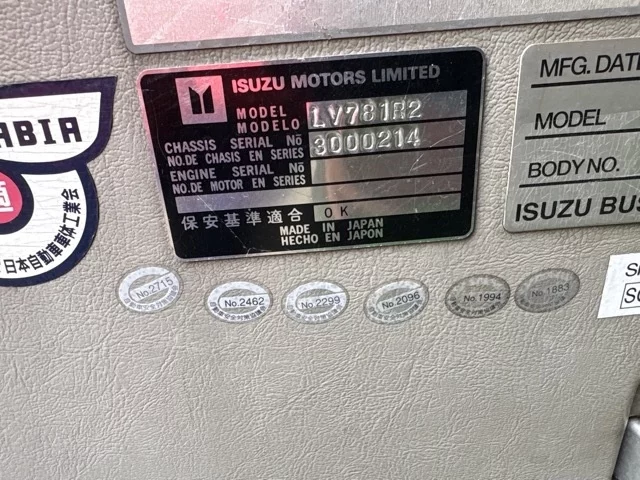 ISUZU MOTORS LIMITED
MODEL
MODELO
LV781R2
CHASSIS SERIAL No
NO.DE CHASIS EN SERIES
3000214
ENGINE SERIAL No
NO.DE MOTOR EN SERIES
保安基準適合 OK
MADE IN JAPAN
HECHO EN JAPON
MFG. DATE
MODEL
BODY NO.
ISUZU BUS
ABIA
日本自動車車体工業会
No.2715
No.2462
No.2299
No.2096
No.1994
No.1883